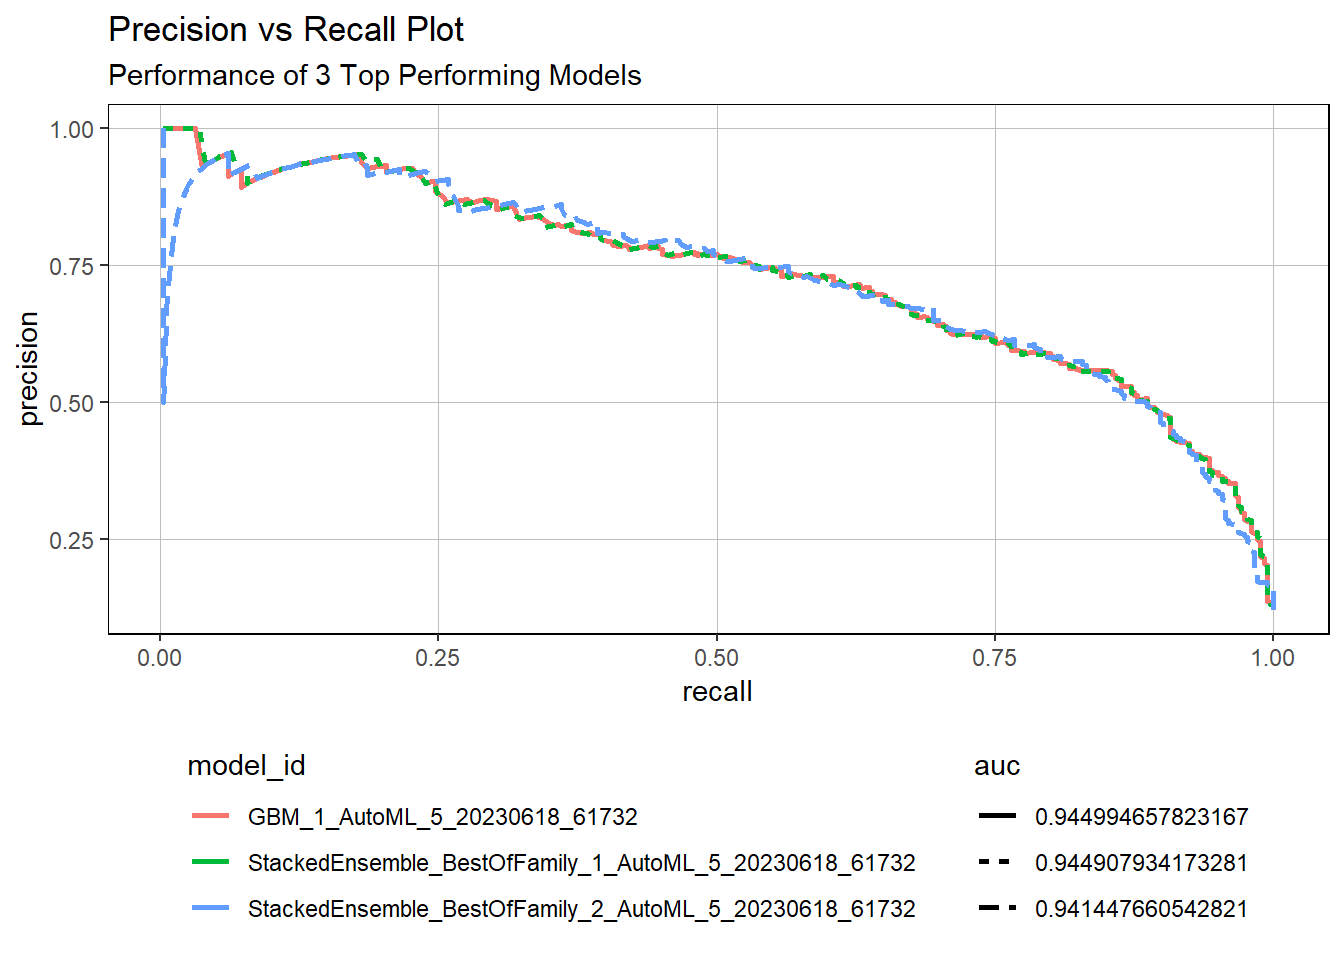 Precision vs Recall Plot
Performance of 3 Top Performing Models
1.00
0.75
0.50
0.25
precision
0.00 0.25 0.50 0.75 1.00
recall
model_id
GBM_1_AutoML_5_20230618_61732
StackedEnsemble_BestOfFamily_1_AutoML_5_20230618_61732
StackedEnsemble_BestOfFamily_2_AutoML_5_20230618_61732
auc
0.944994657823167
0.944907934173281
0.941447660542821